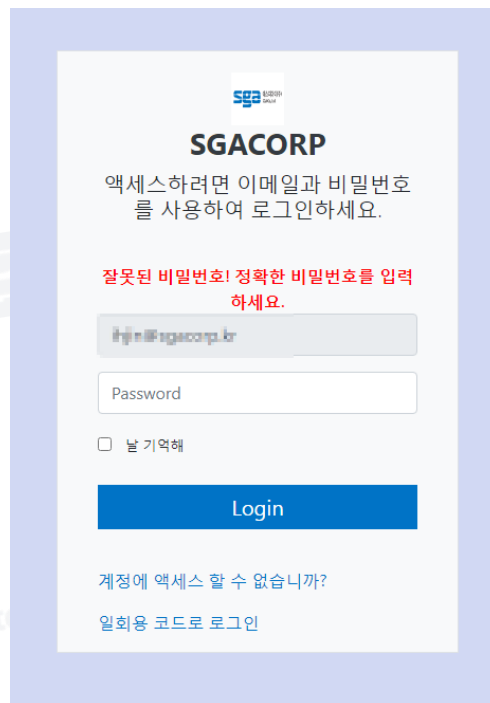 sga
SGACORP
액세스하려면 이메일과 비밀번호
를 사용하여 로그인하세요.
잘못된 비밀번호! 정확한 비밀번호를 입력
하세요.
Password
날 기억해
Login
계정에 액세스 할 수 없습니까?
일회용 코드로 로그인